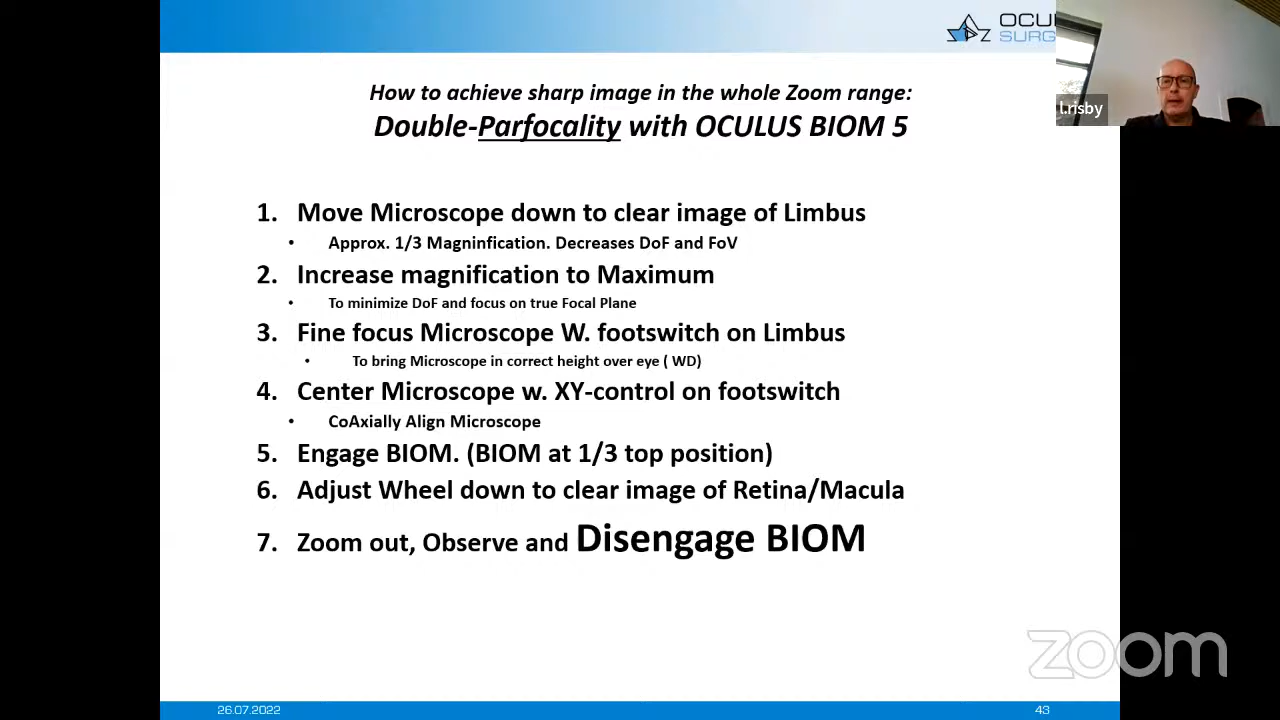 OCU
SURG
l.risby
How to achieve sharp image in the whole Zoom range:
Double-Parfocality with OCULUS BIOM 5
1. Move Microscope down to clear image of Limbus
• Approx. 1/3 Magninfication. Decreases DoF and FoV
2. Increase magnification to Maximum
• To minimize DoF and focus on true Focal Plane
3. Fine focus Microscope W. footswitch on Limbus
• To bring Microscope in correct height over eye ( WD)
4. Center Microscope w. XY-control on footswitch
• CoAxially Align Microscope
5. Engage BIOM. (BIOM at 1/3 top position)
6. Adjust Wheel down to clear image of Retina/Macula
7. Zoom out, Observe and Disengage BIOM
zoom
26.07.2022
43